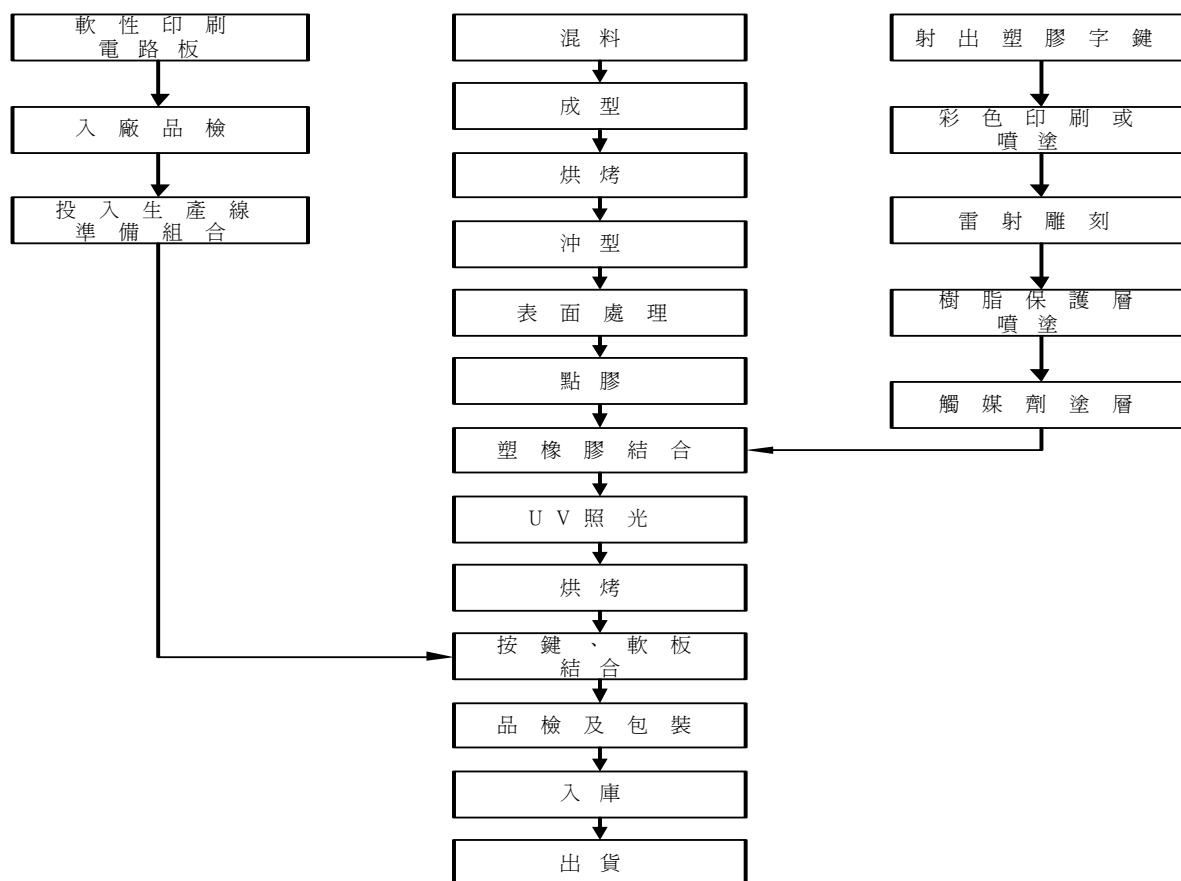 軟性印刷
電路板
入廠品檢
投入生產線
準備組合
混料
成型
烘烤
沖型
表面處理
點膠
塑橡膠結合
UV照光
烘烤
按鍵、軟板
結合
品檢及包裝
入庫
出貨
射出塑膠字鍵
彩色印刷或
噴塗
雷射雕刻
樹脂保護層
噴塗
觸媒劑塗層